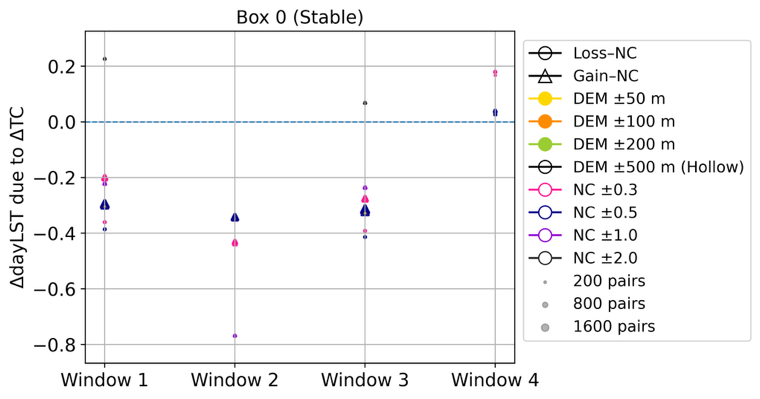 Box 0 (Stable)
ΔdayLST due to ΔTC
0.2
0.0
−0.2
−0.4
−0.6
−0.8
Window 1
Window 2
Window 3
Window 4
Loss–NC
Gain–NC
DEM ±50 m
DEM ±100 m
DEM ±200 m
DEM ±500 m (Hollow)
NC ±0.3
NC ±0.5
NC ±1.0
NC ±2.0
200 pairs
800 pairs
1600 pairs